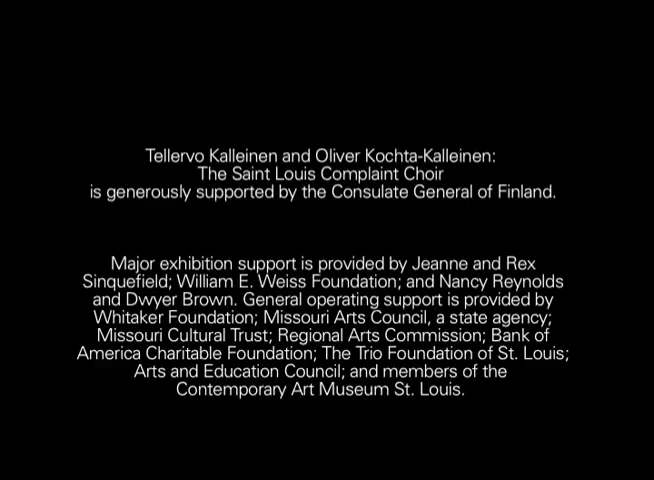 Tellervo Kalleinen and Oliver Kochta-Kalleinen:
The Saint Louis Complaint Choir
is generously supported by the Consulate General of Finland.
Major exhibition support is provided by Jeanne and Rex
Sinquefield; William E. Weiss Foundation; and Nancy Reynolds
and Dwyer Brown. General operating support is provided by
Whitaker Foundation; Missouri Arts Council, a state agency;
Missouri Cultural Trust; Regional Arts Commission; Bank of
America Charitable Foundation; The Trio Foundation of St. Louis;
Arts and Education Council; and members of the
Contemporary Art Museum St. Louis.